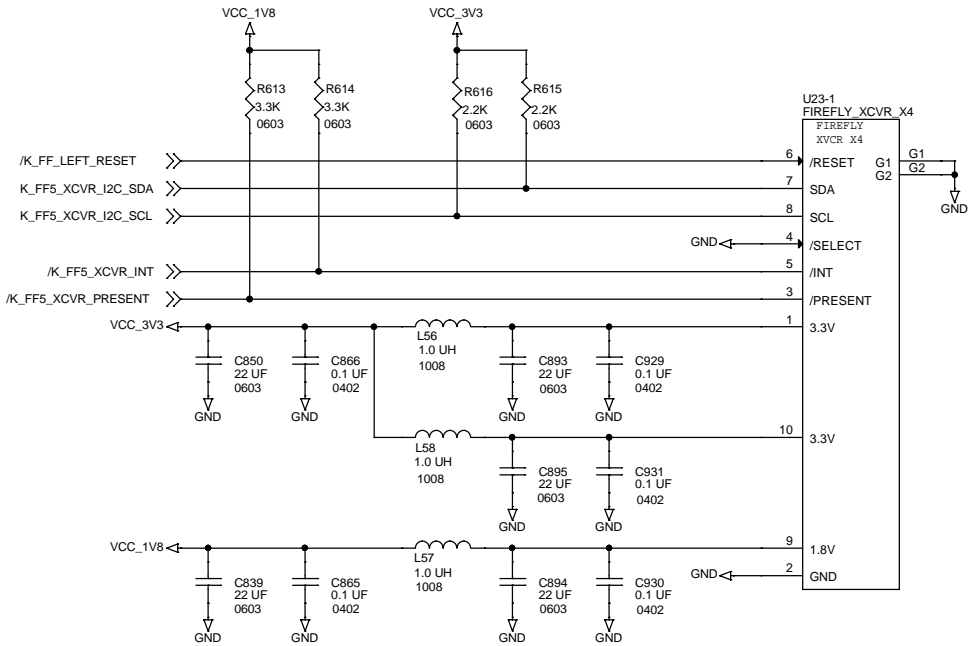 VCC_1V8
VCC_3V3
R613
3.3K
0603
R614
3.3K
0603
R616
2.2K
0603
R615
2.2K
0603
U23-1
FIREFLY_XCVR_X4
FIREFLY
XVCR X4
/K_FF_LEFT_RESET
6
/RESET
G1
G1
G2
G2
GND
K_FF5_XCVR_I2C_SDA
7
SDA
K_FF5_XCVR_I2C_SCL
8
SCL
GND
4
/SELECT
/K_FF5_XCVR_INT
5
/INT
/K_FF5_XCVR_PRESENT
3
/PRESENT
VCC_3V3
1
3.3V
L56
1.0 UH
1008
C850
22 UF
0603
GND
C866
0.1 UF
0402
GND
C893
22 UF
0603
GND
C929
0.1 UF
0402
GND
10
3.3V
L58
1.0 UH
1008
C895
22 UF
0603
GND
C931
0.1 UF
0402
GND
VCC_1V8
9
1.8V
L57
1.0 UH
1008
GND
2
GND
C839
22 UF
0603
GND
C865
0.1 UF
0402
GND
C894
22 UF
0603
GND
C930
0.1 UF
0402
GND